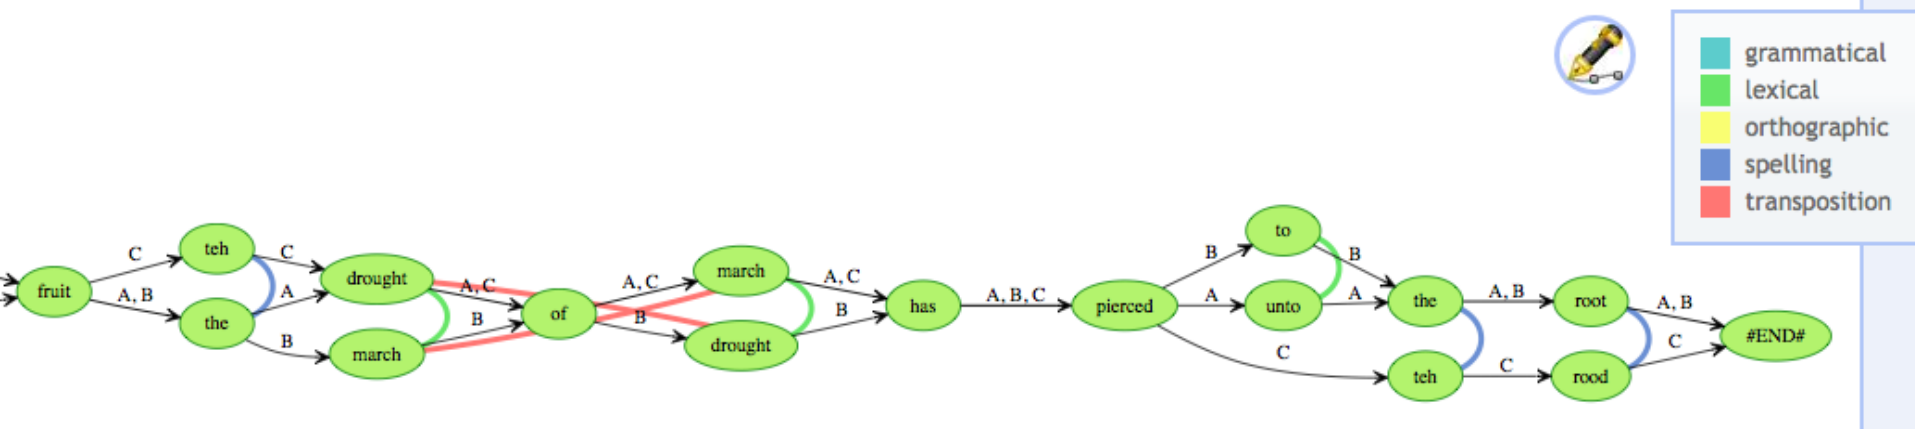 grammatical
lexical
orthographic
spelling
transposition
fruit
C
A, B
teh
the
C
A
B
drought
march
A, C
B
of
A, C
B
march
drought
A, C
B
has
A, B, C
pierced
B
A
C
to
unto
B
A
the
teh
A, B
C
root
rood
A, B
C
#END#